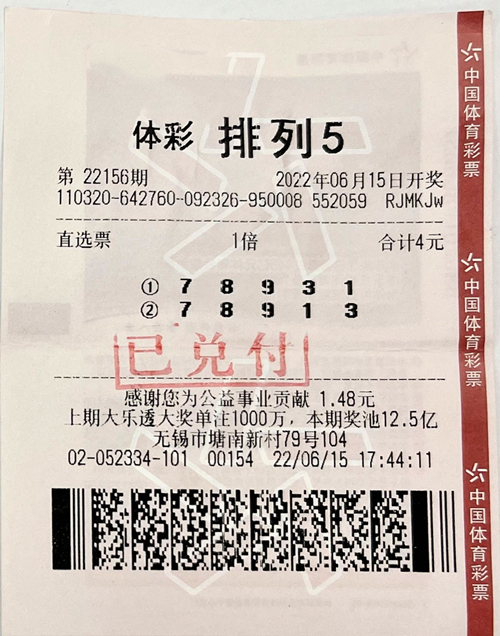 体彩 排列5
第 22156期 2022年06月15日开奖
110320-642760-092326-950008 552059 RJMKJw
直选票 1倍 合计4元
① 7 8 9 3 1
② 7 8 9 1 3
已兑付
感谢您为公益事业贡献 1.48元
上期大乐透大奖单注1000万，本期奖池12.5亿
无锡市塘南新村79号104
02-052334-101 00154 22/06/15 17:44:11
中国体育彩票
中国体育彩票
中国体育彩票